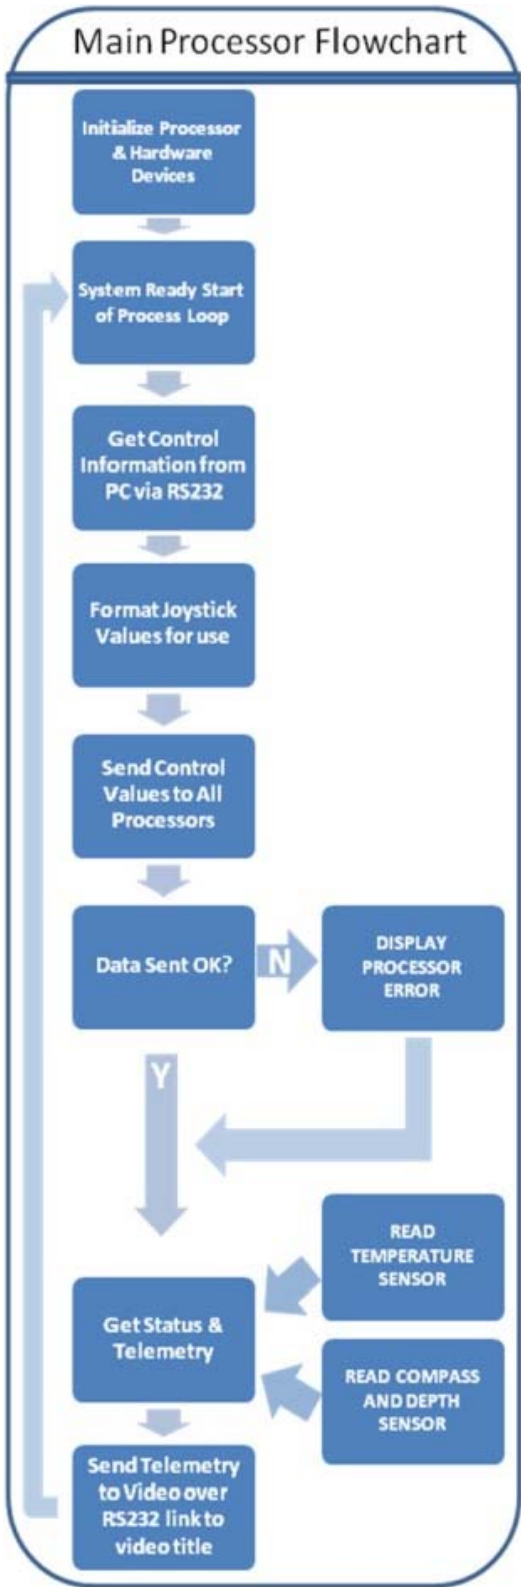 Main Processor Flowchart
Initialize Processor
& Hardware
Devices
System Ready Start
of Process Loop
Get Control
Information from
PC via RS232
Format Joystick
Values for use
Send Control
Values to All
Processors
Data Sent OK?
N
DISPLAY
PROCESSOR
ERROR
Y
READ
TEMPERATURE
SENSOR
Get Status &
Telemetry
READ COMPASS
AND DEPTH
SENSOR
Send Telemetry
to Video over
RS232 link to
video title